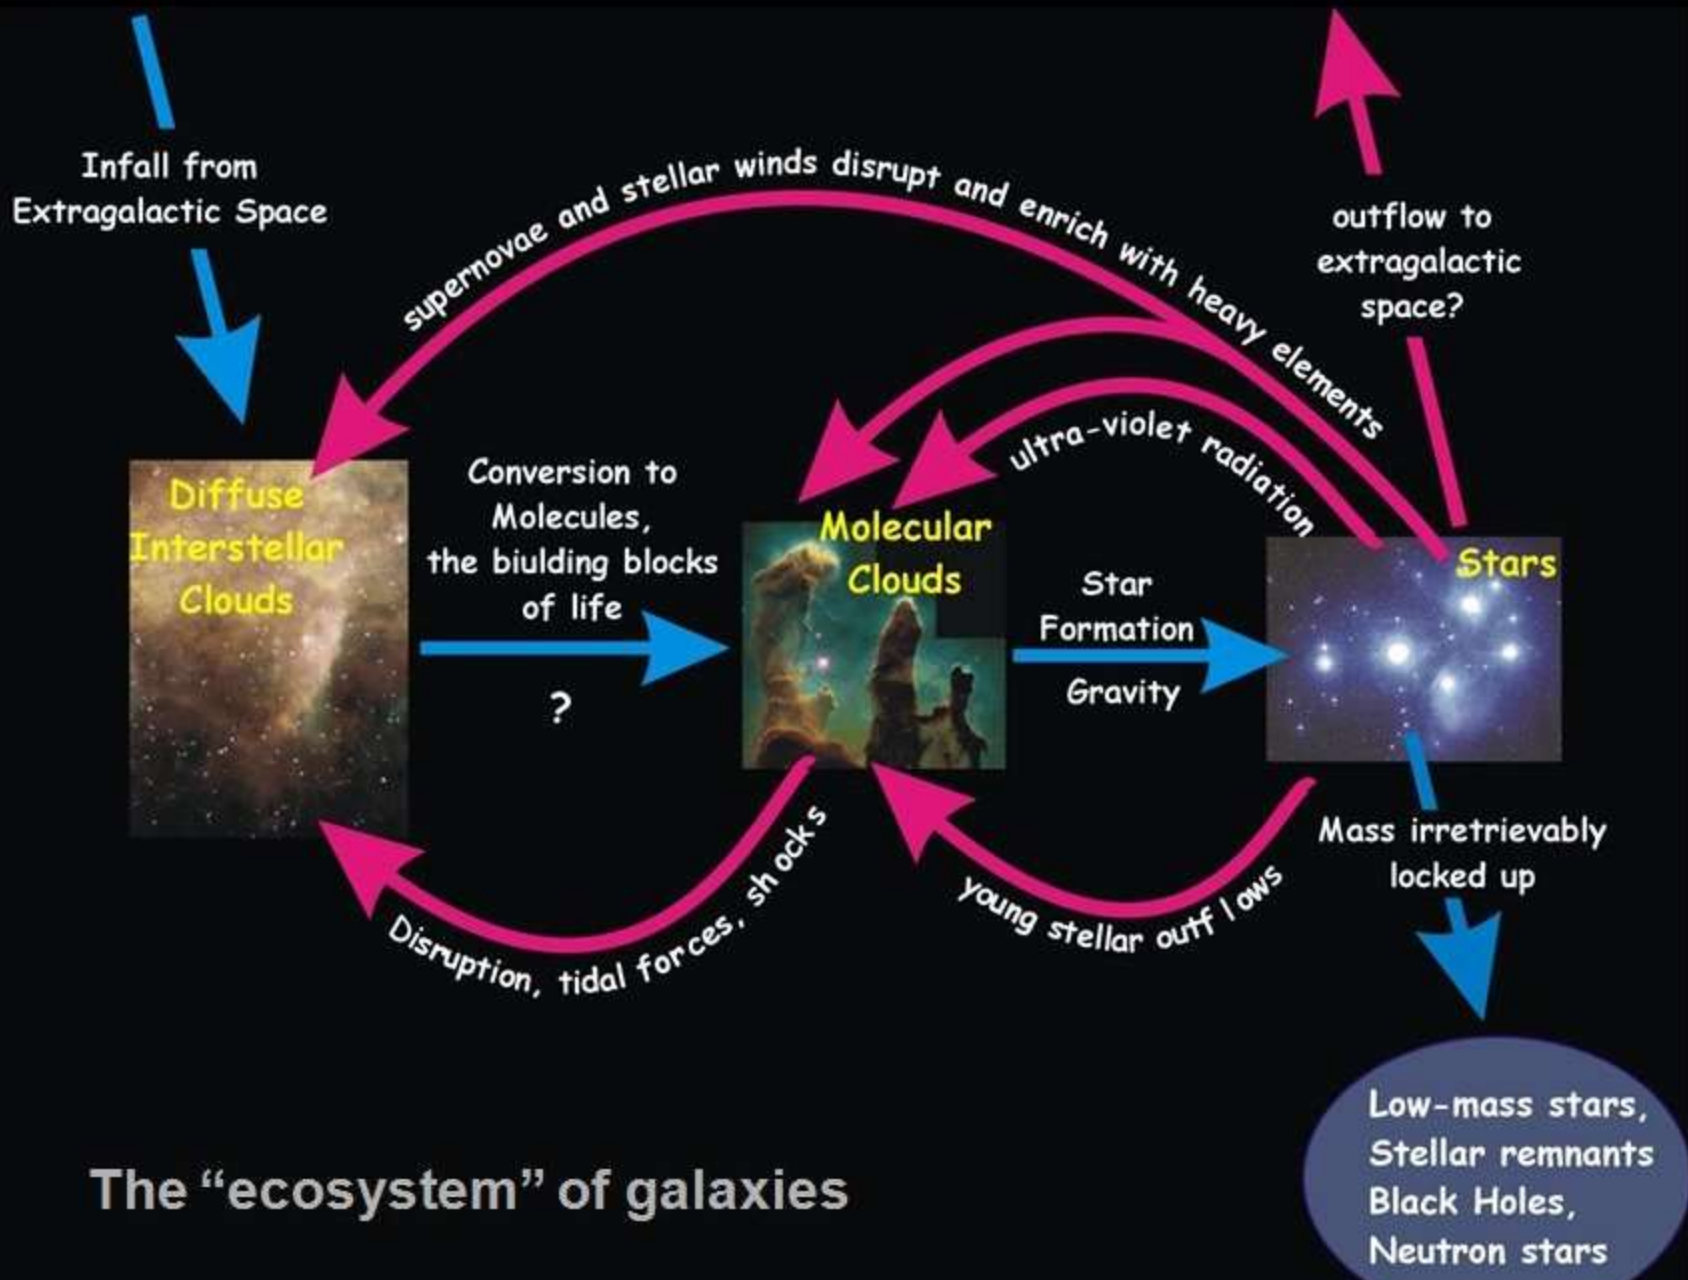 Infall from
Extragalactic Space
supernovae and stellar winds disrupt and enrich with heavy elements
outflow to
extragalactic
space?
ultra-violet radiation
Diffuse
Interstellar
Clouds
Conversion to
Molecules,
the biulding blocks
of life
?
Molecular
Clouds
Star
Formation
Gravity
Stars
Disruption, tidal forces, shocks
young stellar outflows
Mass irretrievably
locked up
Low-mass stars,
Stellar remnants
Black Holes,
Neutron stars
The “ecosystem” of galaxies